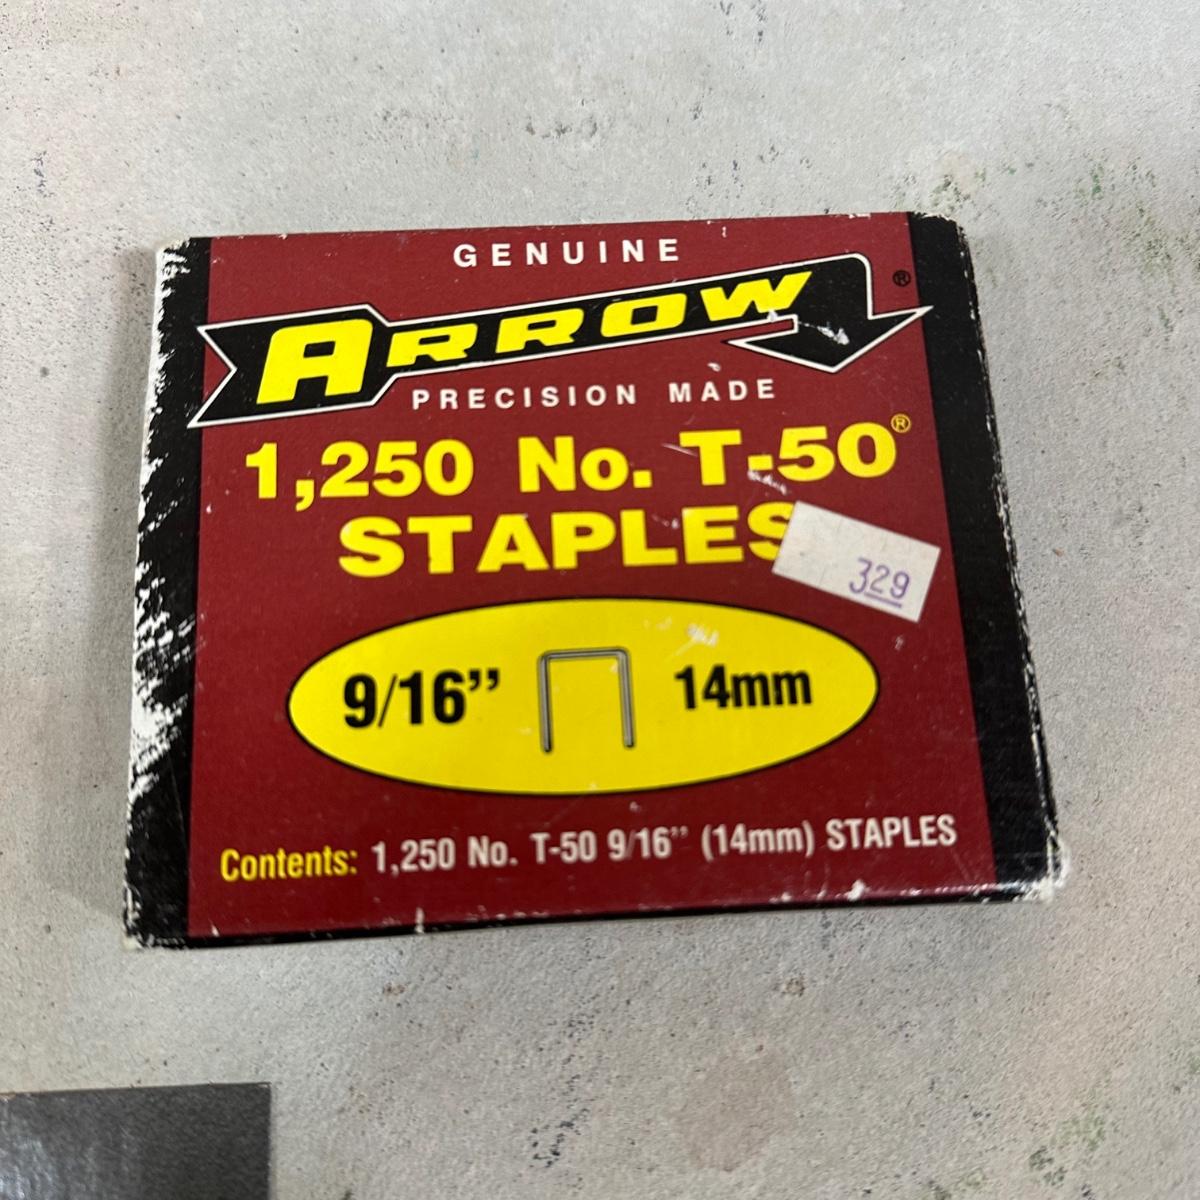 GENUINE
ARROW®
PRECISION MADE
1,250 No. T-50®
STAPLES
329
9/16” 14mm
Contents: 1,250 No. T-50 9/16” (14mm) STAPLES